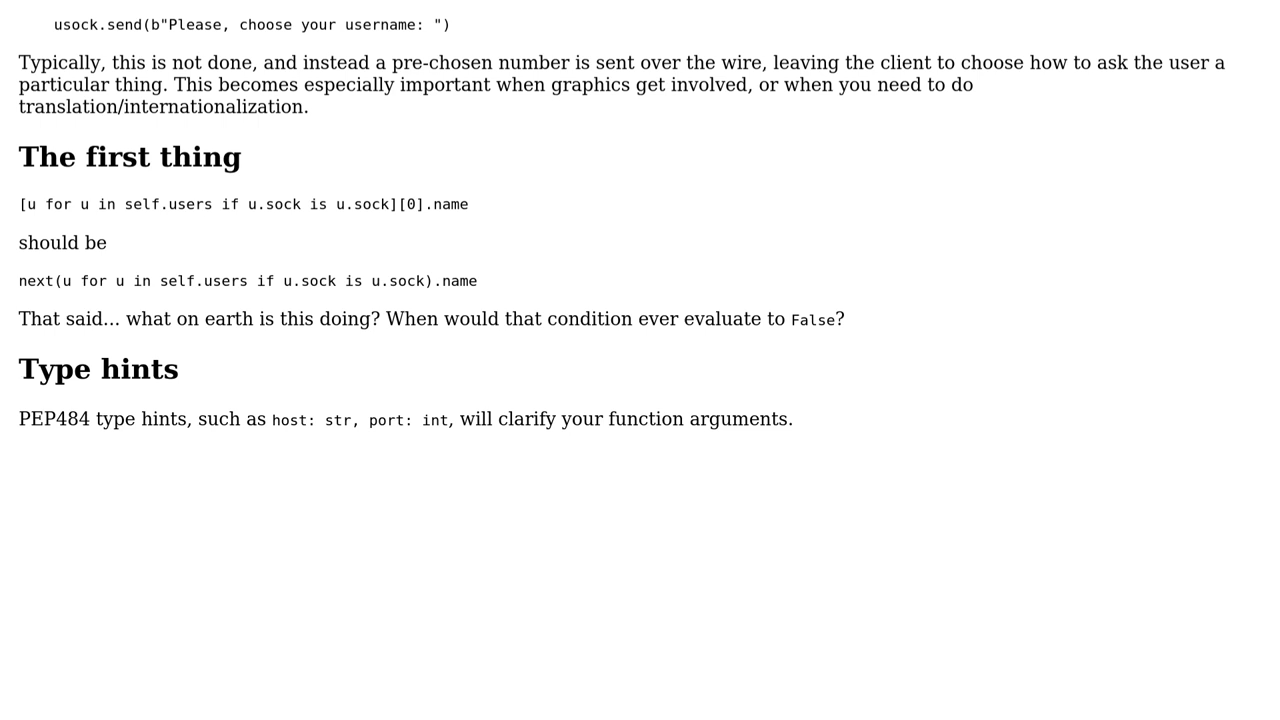 usock.send(b"Please, choose your username: ")
Typically, this is not done, and instead a pre-chosen number is sent over the wire, leaving the client to choose how to ask the user a
particular thing. This becomes especially important when graphics get involved, or when you need to do
translation/internationalization.
The first thing
[u for u in self.users if u.sock is u.sock][0].name
should be
next(u for u in self.users if u.sock is u.sock).name
That said... what on earth is this doing? When would that condition ever evaluate to False?
Type hints
PEP484 type hints, such as host: str, port: int, will clarify your function arguments.